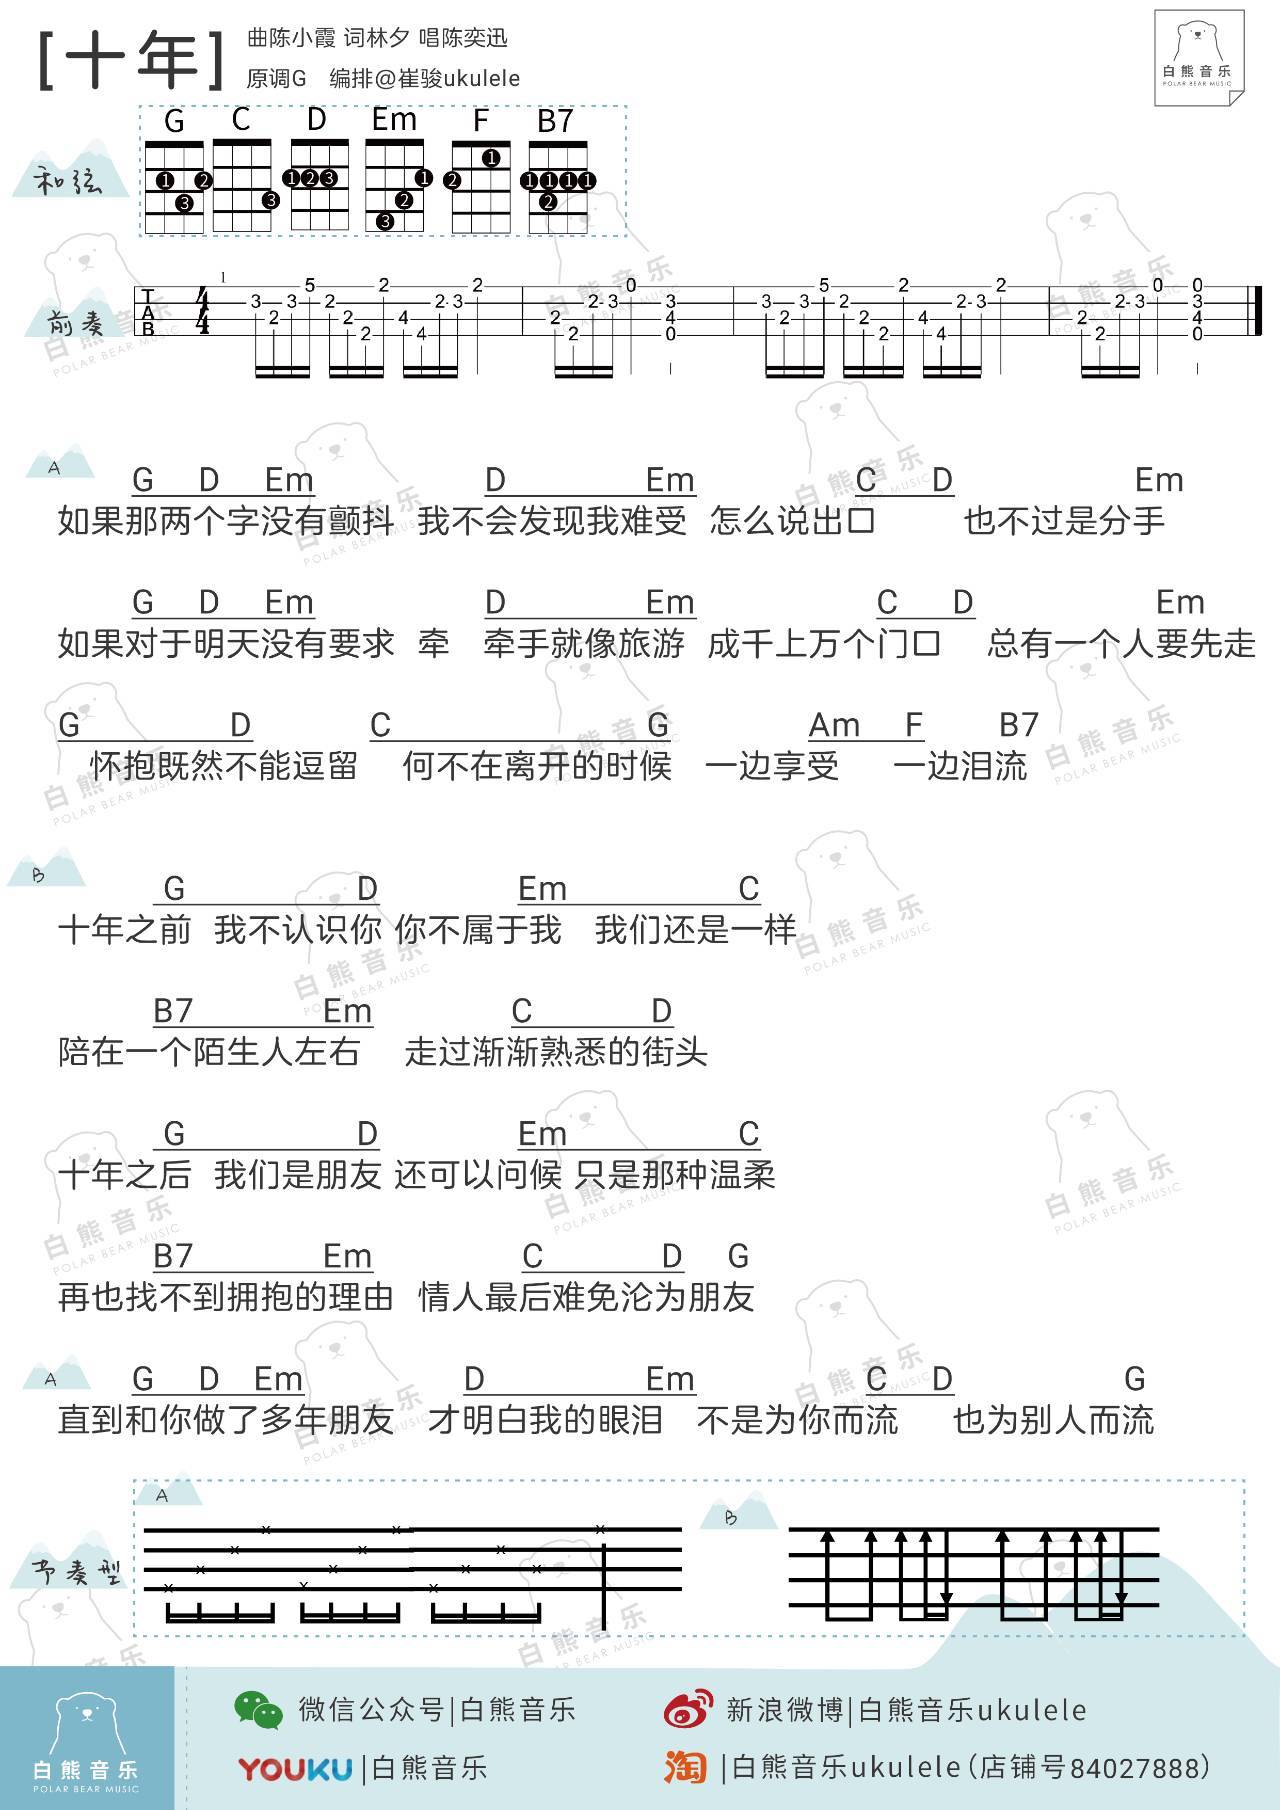 [十年] 曲陈小霞 词林夕 唱陈奕迅
原调G 编排@崔骏ukulele
白熊音乐
POLAR BEAR MUSIC
G C D Em F B7
和弦
前奏
A
G D Em D Em C D Em
如果那两个字没有颤抖 我不会发现我难受 怎么说出口 也不过是分手
G D Em D Em C D Em
如果对于明天没有要求 牵 牵手就像旅游 成千上万个门口 总有一个人要先走
G D C G Am F B7
怀抱既然不能逗留 何不在离开的时候 一边享受 一边泪流
B
G D Em C
十年之前 我不认识你 你不属于我 我们还是一样
B7 Em C D
陪在一个陌生人左右 走过渐渐熟悉的街头
G D Em C
十年之后 我们是朋友 还可以问候 只是那种温柔
B7 Em C D G
再也找不到拥抱的理由 情人最后难免沦为朋友
A
G D Em D Em C D G
直到和你做了多年朋友 才明白我的眼泪 不是为你而流 也为别人而流
节奏型
A
B
微信公众号|白熊音乐
新浪微博|白熊音乐ukulele
YOUKU |白熊音乐
淘 |白熊音乐ukulele(店铺号84027888)
白熊音乐
POLAR BEAR MUSIC